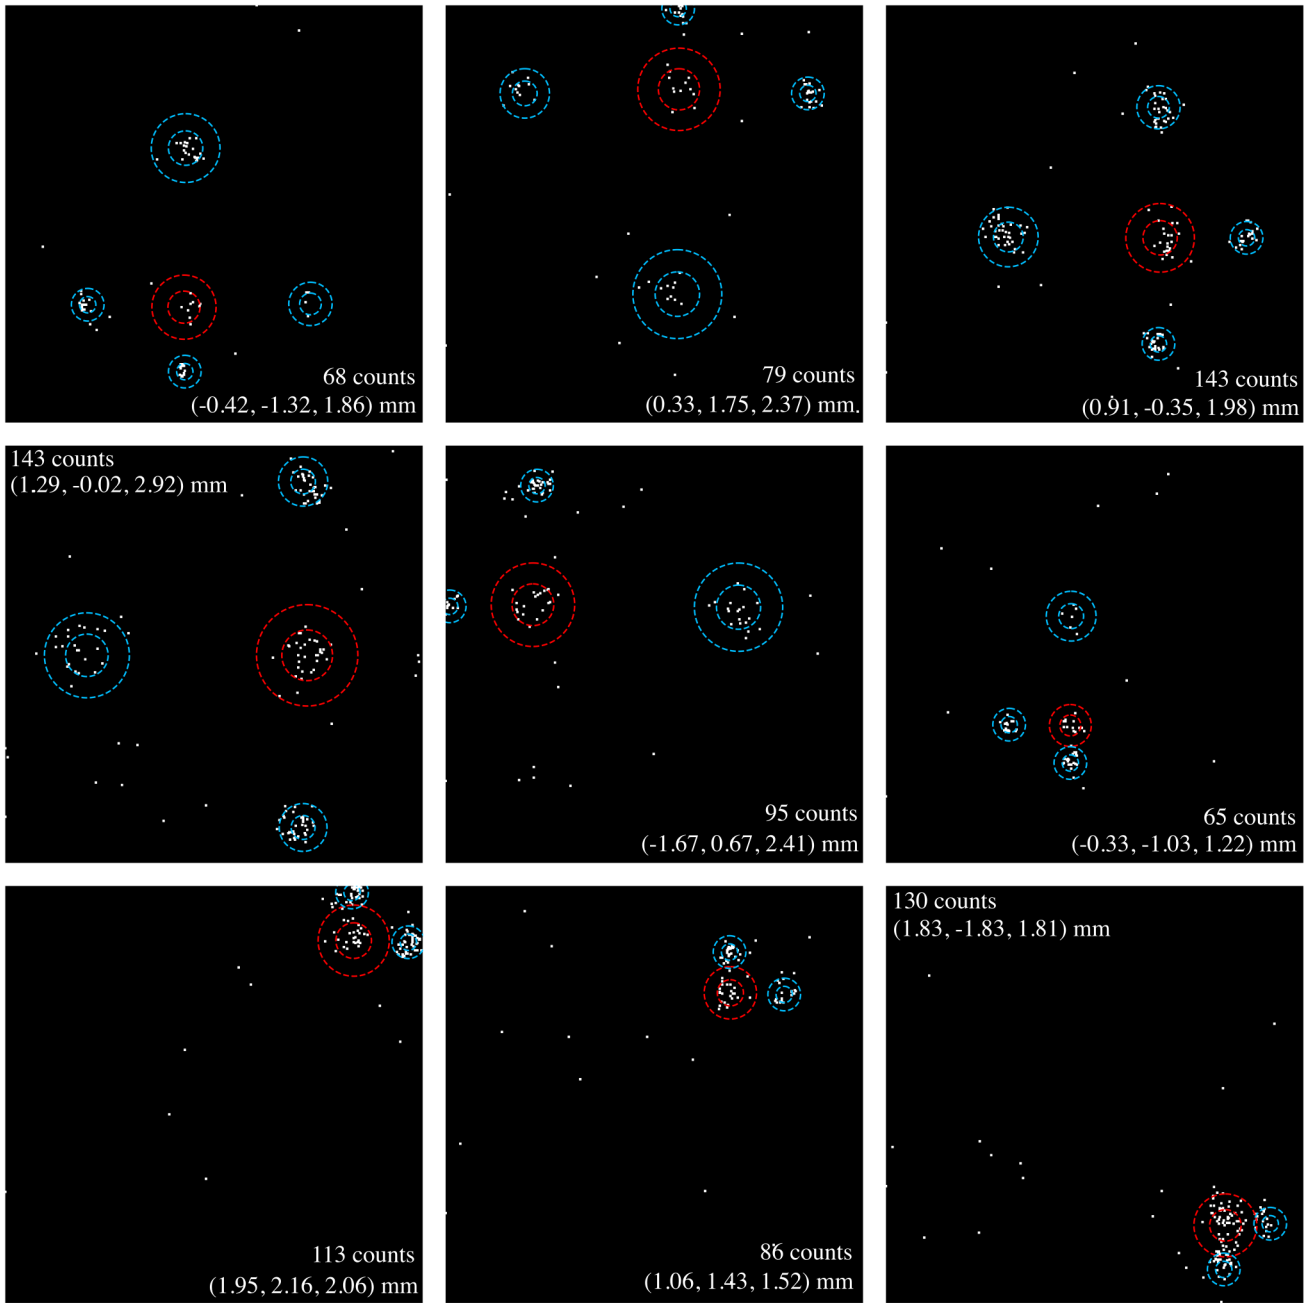 68 counts
(-0.42, -1.32, 1.86) mm
79 counts
(0.33, 1.75, 2.37) mm
143 counts
(0.91, -0.35, 1.98) mm
143 counts
(1.29, -0.02, 2.92) mm
95 counts
(-1.67, 0.67, 2.41) mm
65 counts
(-0.33, -1.03, 1.22) mm
113 counts
(1.95, 2.16, 2.06) mm
86 counts
(1.06, 1.43, 1.52) mm
130 counts
(1.83, -1.83, 1.81) mm